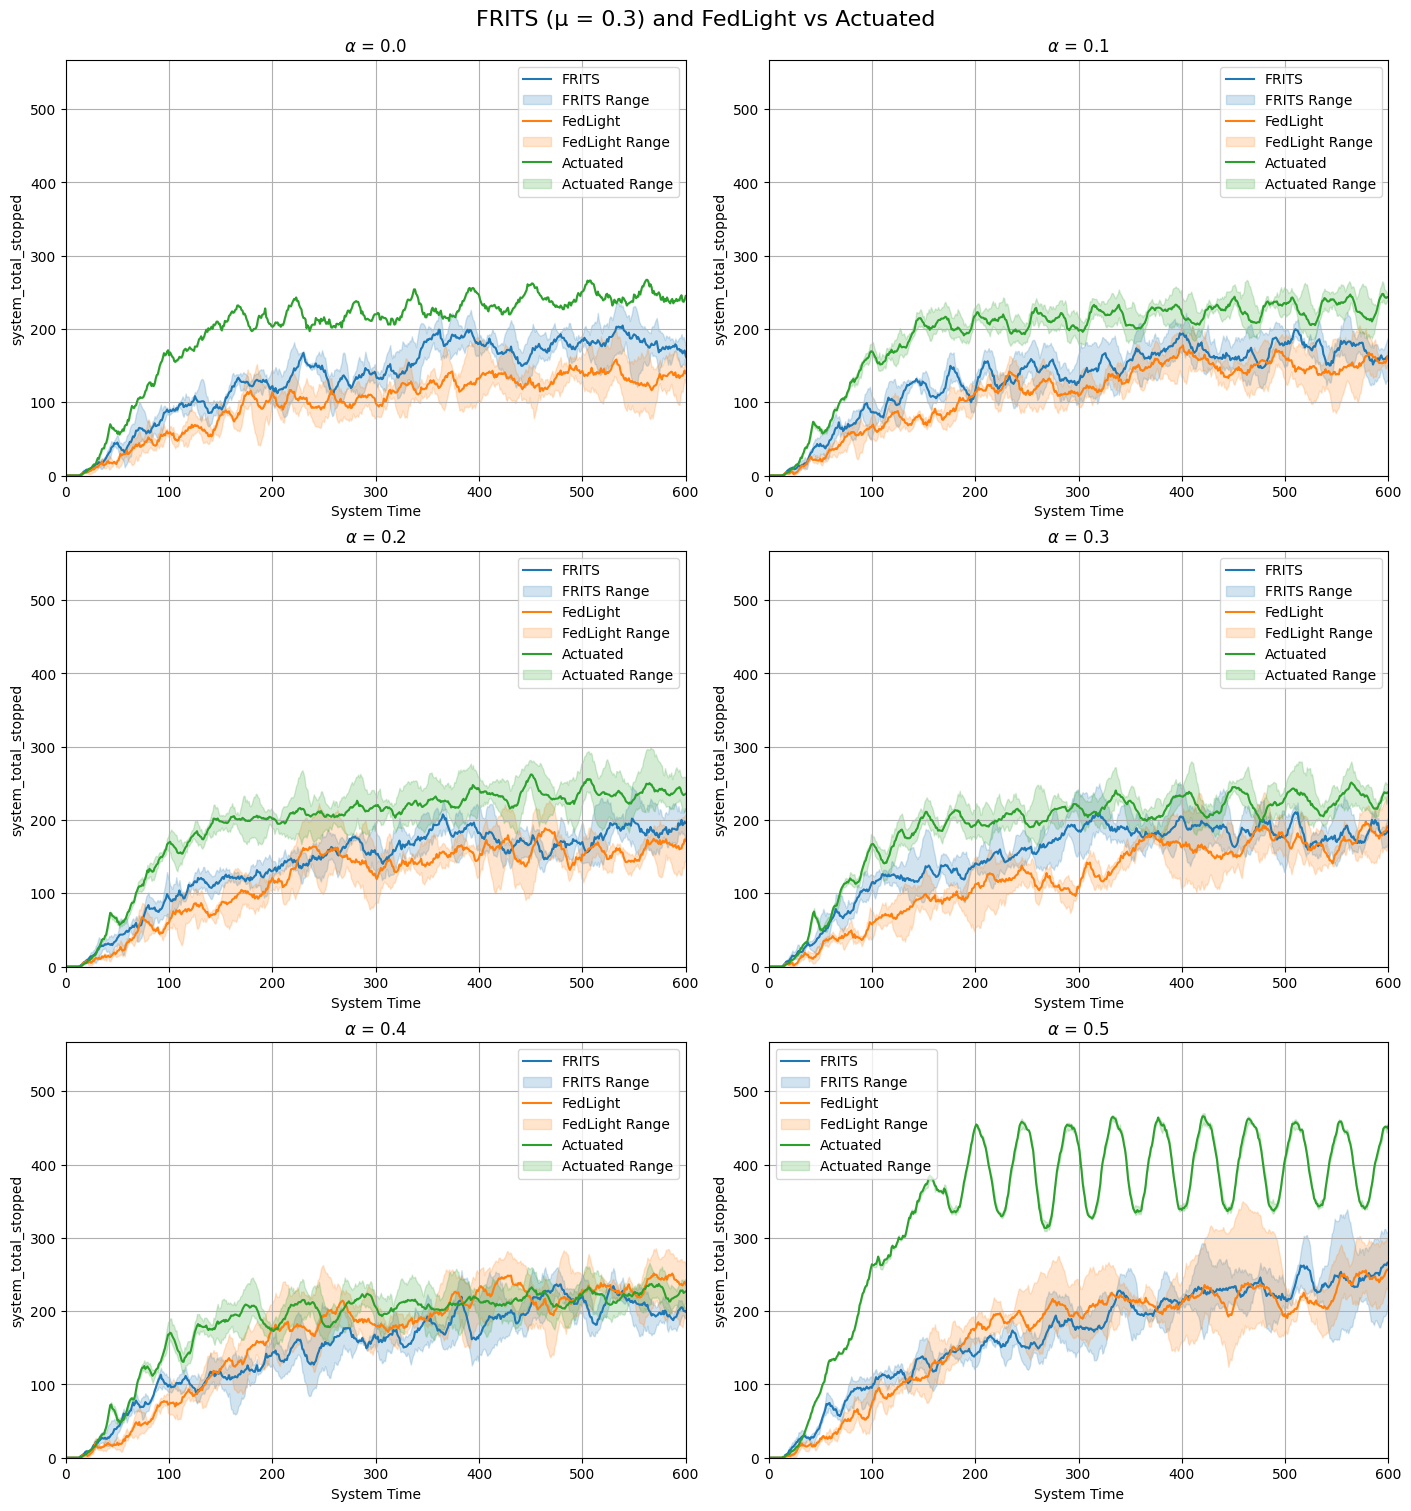 FRITS (μ = 0.3) and FedLight vs Actuated
α = 0.0
system_total_stopped
500
400
300
200
100
0
FRITS
FRITS Range
FedLight
FedLight Range
Actuated
Actuated Range
0 100 200 300 400 500 600
System Time
α = 0.1
system_total_stopped
500
400
300
200
100
0
FRITS
FRITS Range
FedLight
FedLight Range
Actuated
Actuated Range
0 100 200 300 400 500 600
System Time
α = 0.2
system_total_stopped
500
400
300
200
100
0
FRITS
FRITS Range
FedLight
FedLight Range
Actuated
Actuated Range
0 100 200 300 400 500 600
System Time
α = 0.3
system_total_stopped
500
400
300
200
100
0
FRITS
FRITS Range
FedLight
FedLight Range
Actuated
Actuated Range
0 100 200 300 400 500 600
System Time
α = 0.4
system_total_stopped
500
400
300
200
100
0
FRITS
FRITS Range
FedLight
FedLight Range
Actuated
Actuated Range
0 100 200 300 400 500 600
System Time
α = 0.5
system_total_stopped
500
400
300
200
100
0
FRITS
FRITS Range
FedLight
FedLight Range
Actuated
Actuated Range
0 100 200 300 400 500 600
System Time